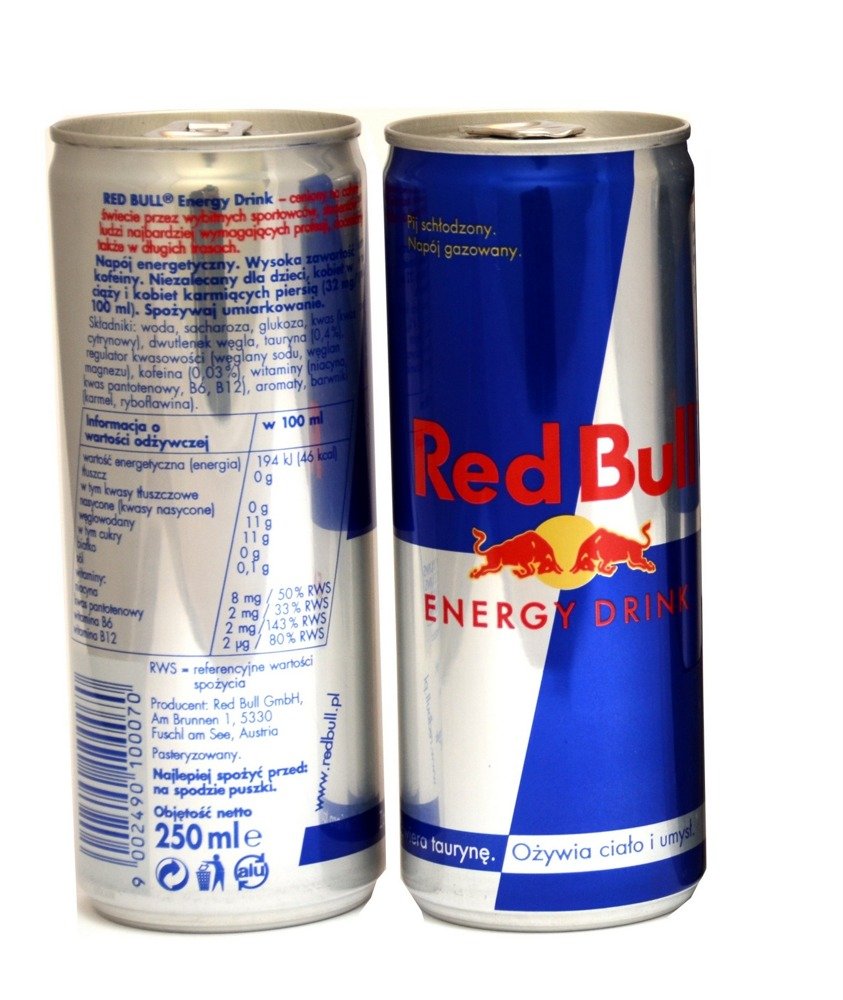 RED BULL® Energy Drink – ceniony na całym
świecie przez wybitnych sportowców,
ludzi najbardziej wymagających profesji,
także w długich trasach.
Napój energetyczny. Wysoka zawartość
kofeiny. Niezalecany dla dzieci, kobiet w
ciąży i kobiet karmiących piersią (32 mg/
100 ml). Spożywaj umiarkowanie.
Składniki: woda, sacharoza, glukoza, kwas (kwas
cytrynowy), dwutlenek węgla, tauryna (0,4%),
regulator kwasowości (węglany sodu, węglan
magnezu), kofeina (0,03%), witaminy (niacyna,
kwas pantotenowy, B6, B12), aromaty, barwniki
(karmel, ryboflawina).
Informacja o
wartości odżywczej w 100 ml
wartość energetyczna (energia) 194 kJ (46 kcal)
tłuszcz 0 g
w tym kwasy tłuszczowe
nasycone (kwasy nasycone) 0 g
węglowodany 11 g
w tym cukry 11 g
białko 0 g
sól 0,1 g
witaminy:
niacyna 8 mg / 50% RWS
kwas pantotenowy 2 mg / 33% RWS
witamina B6 2 mg / 143% RWS
witamina B12 2 µg / 80% RWS
RWS = referencyjne wartości
spożycia
Producent: Red Bull GmbH,
Am Brunnen 1, 5330
Fuschl am See, Austria
Pasteryzowany.
Najlepiej spożyć przed:
na spodzie puszki.
Objętość netto
250 ml e
alu
9 002490 100070
www.redbull.pl
Pij schłodzony.
Napój gazowany.
Red Bull
ENERGY DRINK
taurynę. Ożywia ciało i umysł.